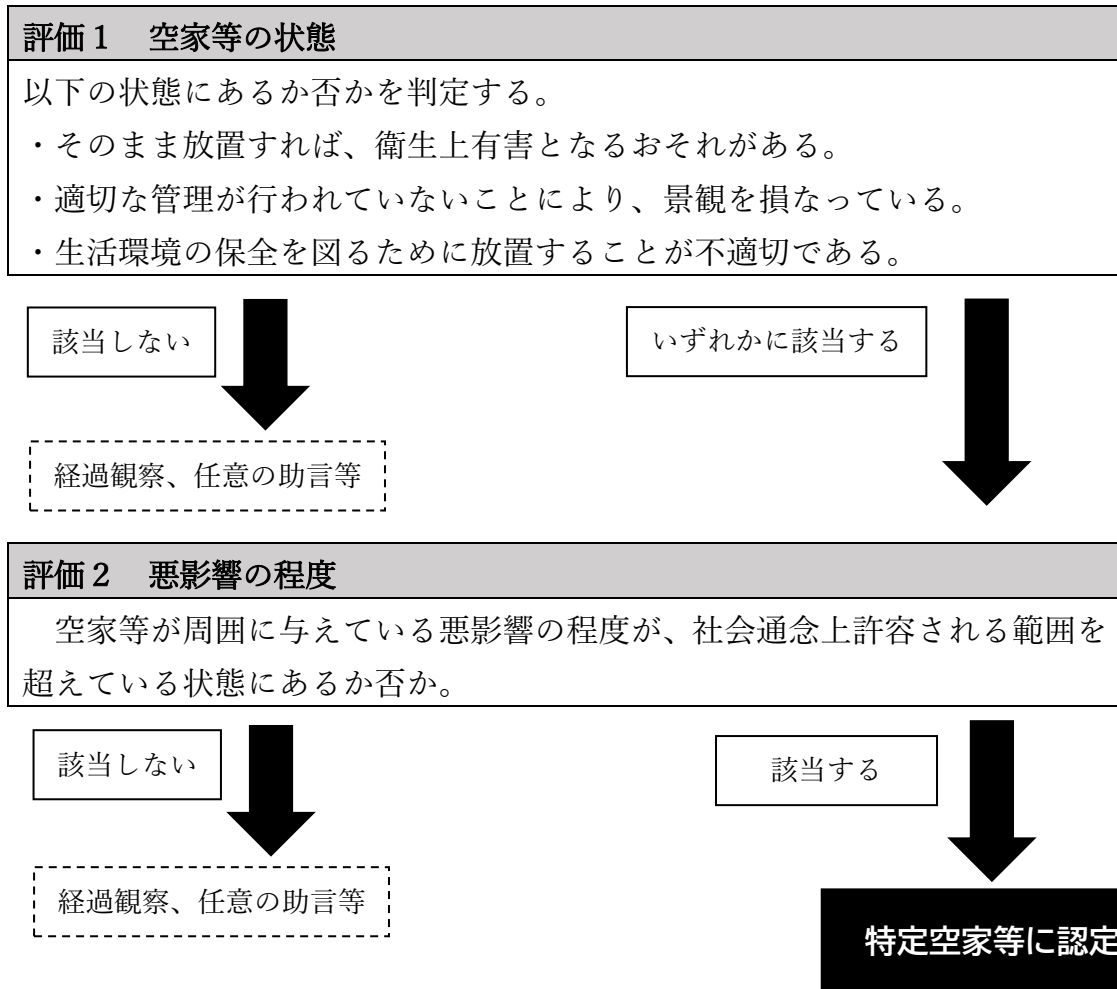 評価１　空家等の状態
以下の状態にあるか否かを判定する。
・そのまま放置すれば、衛生上有害となるおそれがある。
・適切な管理が行われていないことにより、景観を損なっている。
・生活環境の保全を図るために放置することが不適切である。
該当しない
いずれかに該当する
経過観察、任意の助言等
評価２　悪影響の程度
　空家等が周囲に与えている悪影響の程度が、社会通念上許容される範囲を
超えている状態にあるか否か。
該当しない
該当する
経過観察、任意の助言等
特定空家等に認定